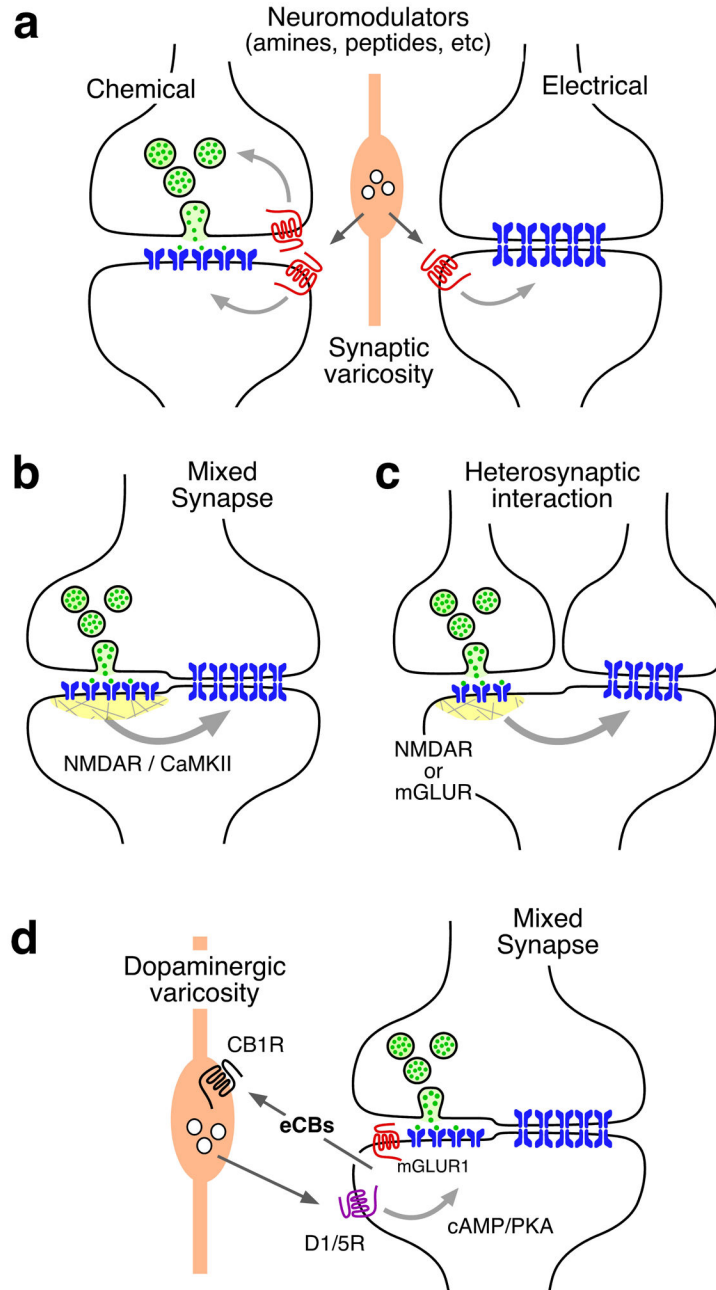 a
Neuromodulators
(amines, peptides, etc)
Chemical
Electrical
Synaptic
varicosity
b
Mixed
Synapse
NMDAR / CaMKII
c
Heterosynaptic
interaction
NMDAR
or
mGLUR
d
Mixed
Synapse
Dopaminergic
varicosity
CB1R
eCBs
mGLUR1
D1/5R
cAMP/PKA